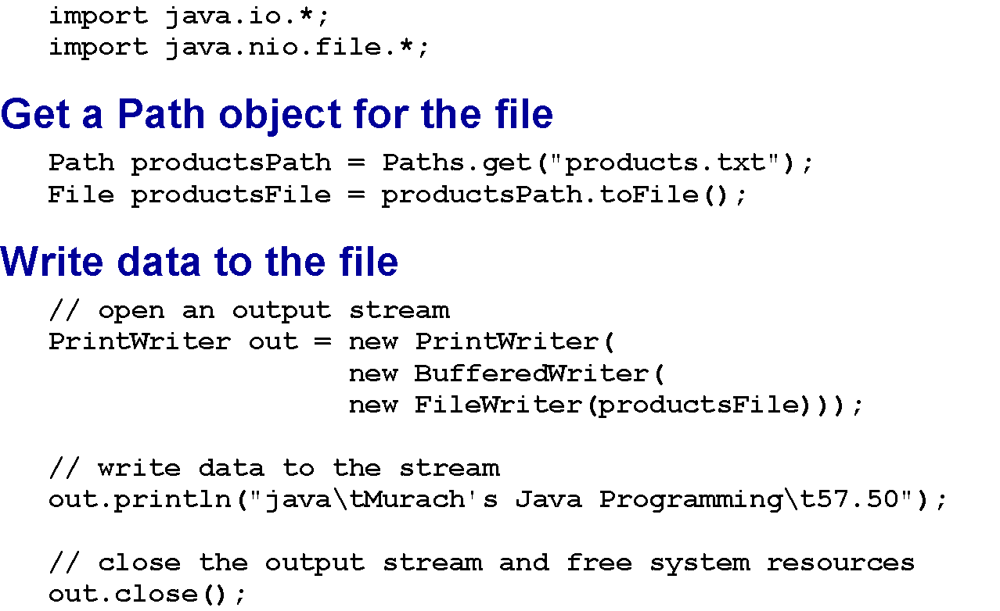 import java.io.*;
import java.nio.file.*;
Get a Path object for the file
Path productsPath = Paths.get("products.txt");
File productsFile = productsPath.toFile();
Write data to the file
// open an output stream
PrintWriter out = new PrintWriter(
new BufferedWriter(
new FileWriter(productsFile)));
// write data to the stream
out.println("java\tMurach's Java Programming\t57.50");
// close the output stream and free system resources
out.close();